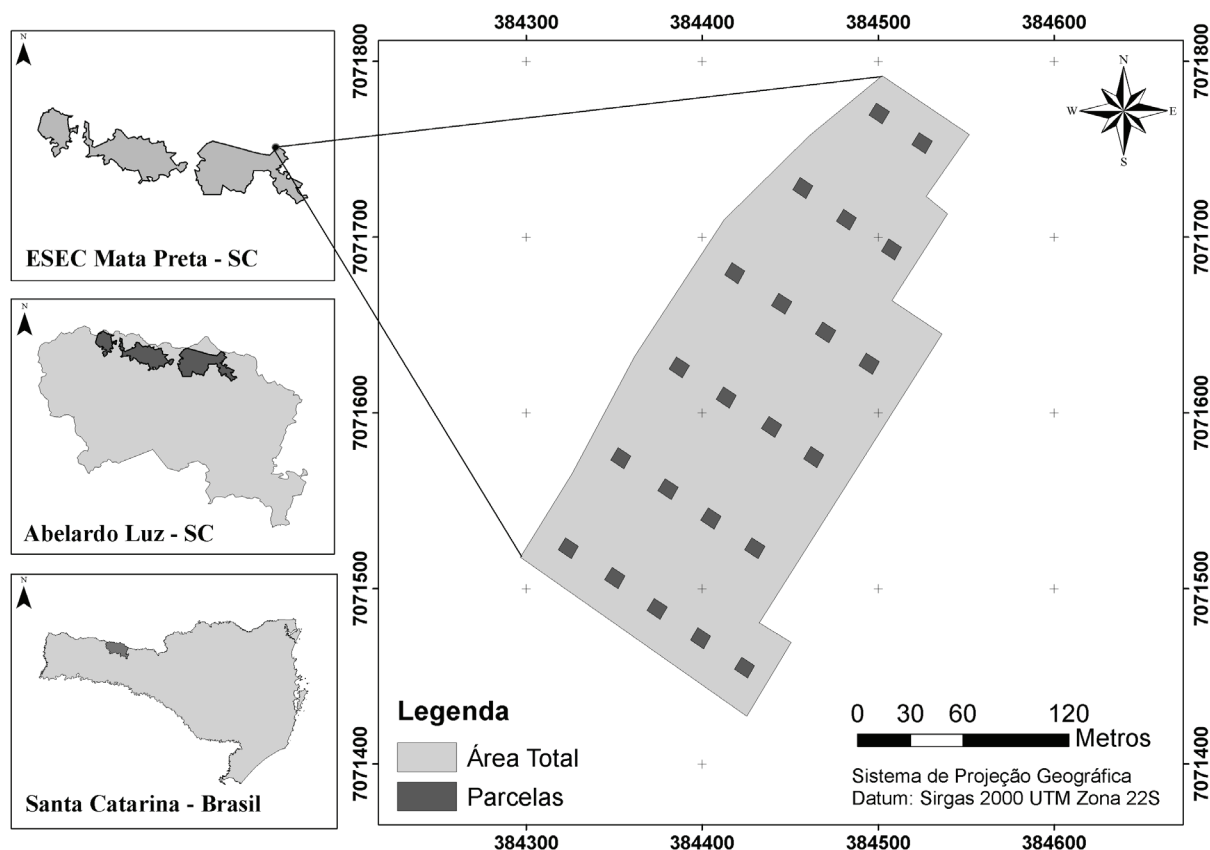 N
ESEC Mata Preta - SC
N
Abelardo Luz - SC
N
Santa Catarina - Brasil
384300 384400 384500 384600
7071800
7071700
7071600
7071500
7071400
N
W E
S
7071800
7071700
7071600
7071500
7071400
Legenda
Área Total
Parcelas
0 30 60 120
Metros
Sistema de Projeção Geográfica
Datum: Sirgas 2000 UTM Zona 22S
384300 384400 384500 384600